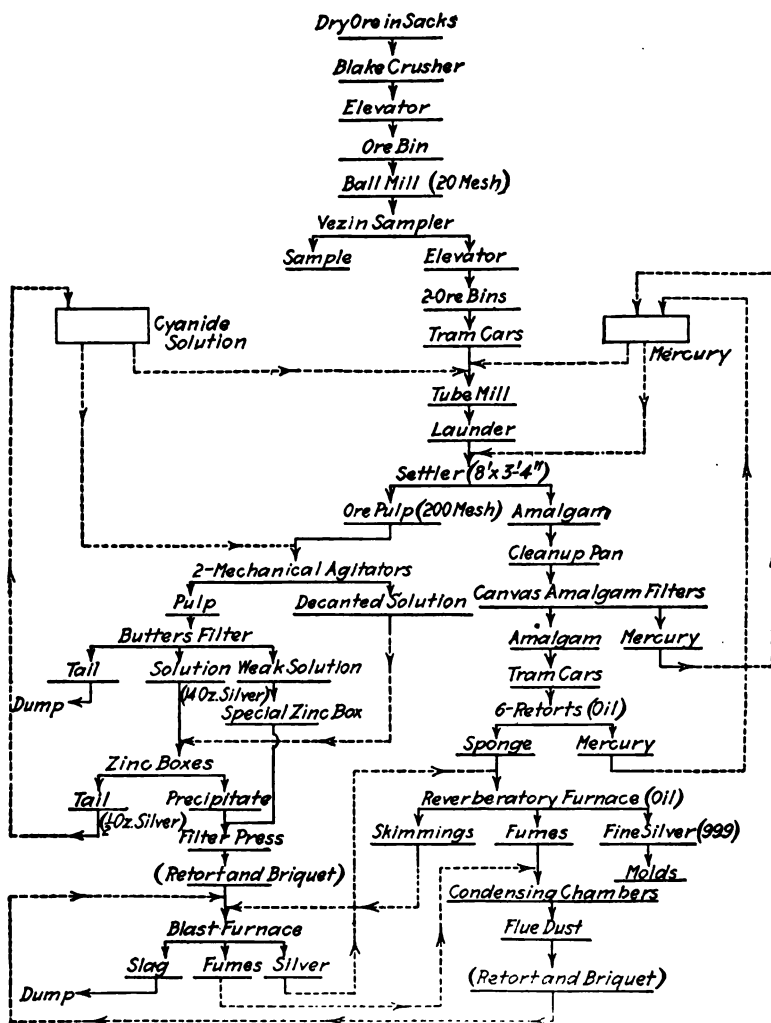 Dry Ore in Sacks
Blake Crusher
Elevator
Ore Bin
Ball Mill (20 Mesh)
Vezin Sampler
Sample
Elevator
2-Ore Bins
Cyanide
Solution
Tram Cars
Mercury
Tube Mill
Launder
Settler (8'x 3'-4")
Ore Pulp (200 Mesh)
Amalgam
Cleanup Pan
2-Mechanical Agitators
Pulp
Decanted Solution
Canvas Amalgam Filters
Butters Filter
Amalgam
Mercury
Tail
Solution
Weak Solution
Tram Cars
Dump
(14 Oz. Silver)
Special Zinc Box
6-Retorts (Oil)
Sponge
Mercury
Zinc Boxes
Tail
Precipitate
Reverberatory Furnace (Oil)
(½ Oz. Silver)
Filter Press
Skimmings
Fumes
Fine Silver (999)
(Retort and Briquet)
Molds
Condensing Chambers
Blast Furnace
Flue Dust
Slag
Fumes
Silver
(Retort and Briquet)
Dump